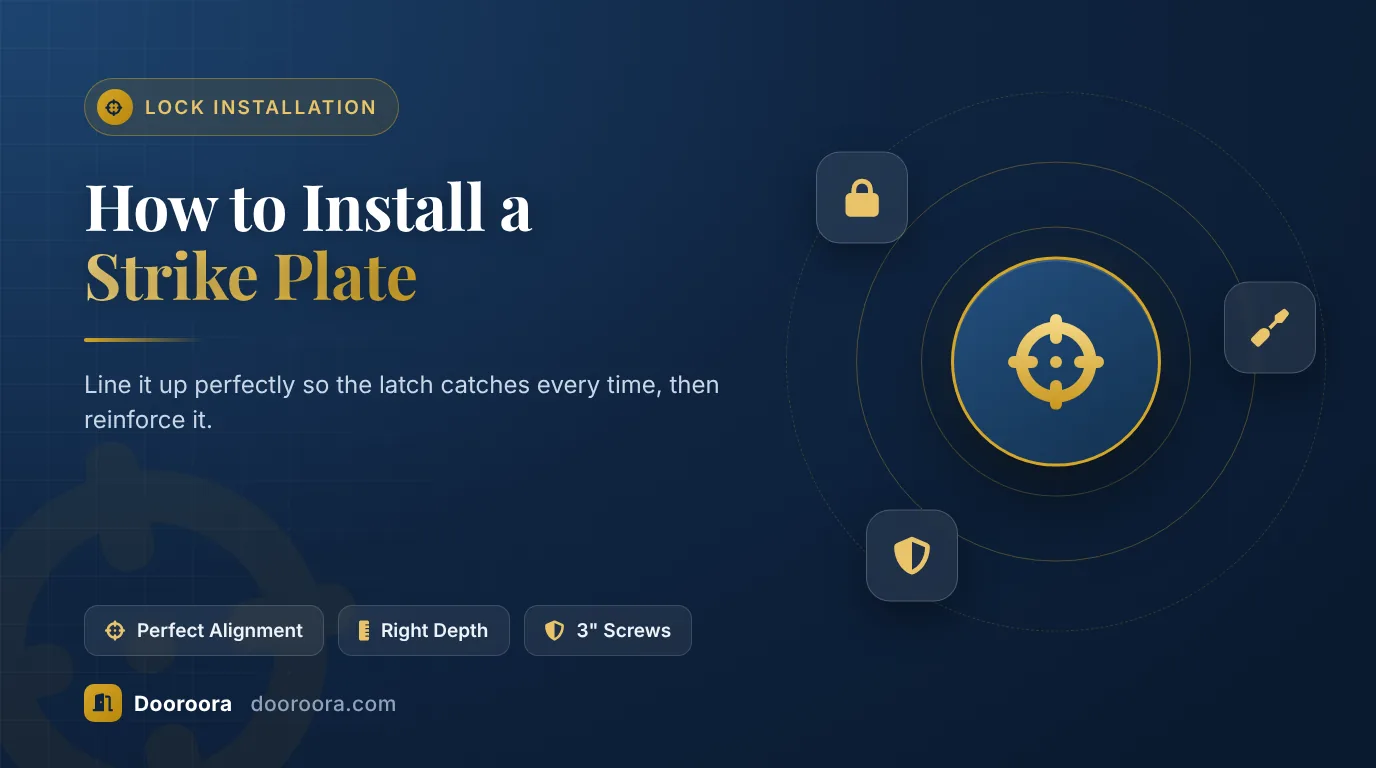 LOCK INSTALLATION
How to Install a
Strike Plate
Line it up perfectly so the latch catches every time, then
reinforce it.
Perfect Alignment
Right Depth
3" Screws
Dooroora dooroora.com